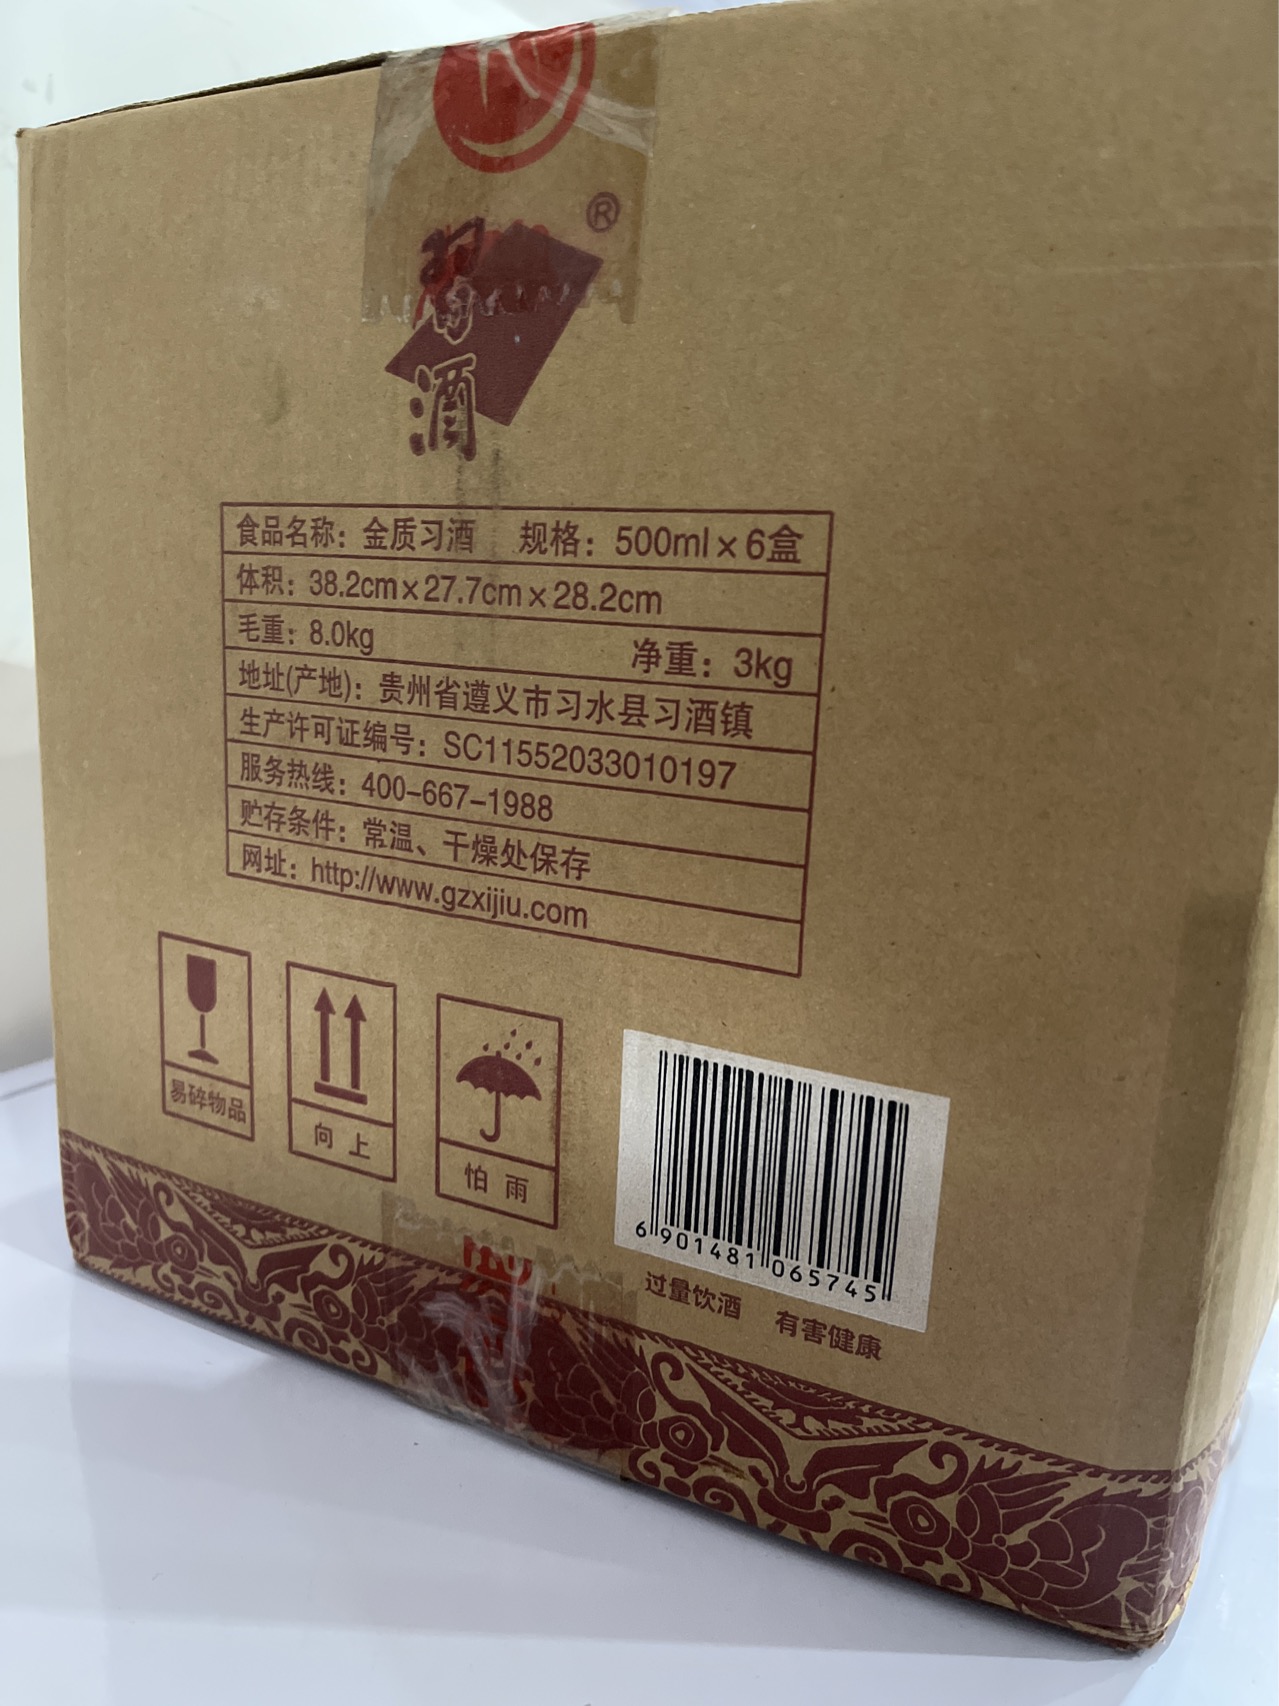 ®
习
酒
食品名称：金质习酒 规格：500ml×6盒
体积：38.2cm×27.7cm×28.2cm
毛重：8.0kg 净重：3kg
地址(产地)：贵州省遵义市习水县习酒镇
生产许可证编号：SC11552033010197
服务热线：400-667-1988
贮存条件：常温、干燥处保存
网址：http://www.gzxijiu.com
易碎物品
向上
怕雨
6 901481 065745
过量饮酒 有害健康